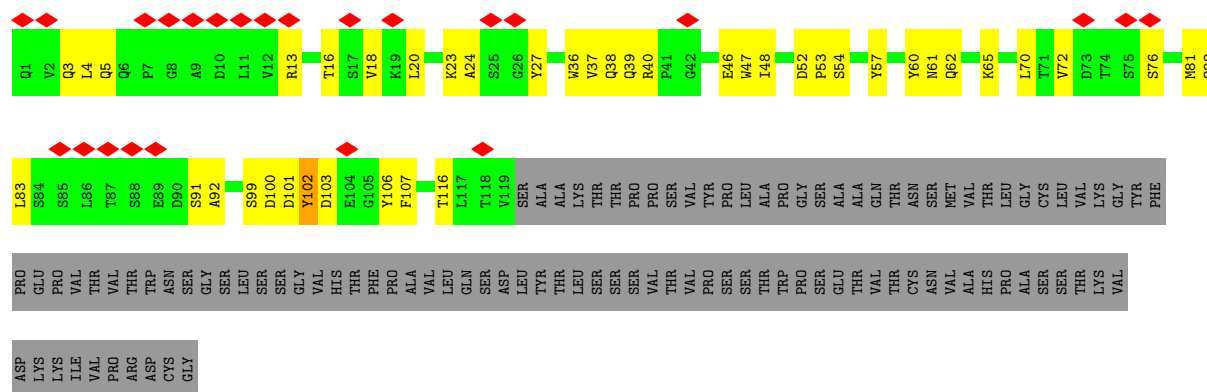 Q1 V2 Q3 L4 Q5 Q6 P7 G8 A9 D10 L11 V12 R13 T16 S17 V18 K19 L20 K23 A24 S25 G26 Y27 W36 V37 Q38 Q39 R40 P41 G42 E46 W47 I48 D52 P53 S54 Y57 Y60 N61 Q62 K65 L70 T71 V72 D73 T74 S75 S76 M81
L83 S84 S85 L86 T87 S88 E89 D90 S91 A92 S99 D100 D101 Y102 D103 E104 G105 Y106 F107 T116 L117 T118 V119 SER ALA ALA LYS THR THR PRO PRO SER VAL TYR PRO LEU ALA PRO GLY SER ALA ALA GLN THR ASN SER MET VAL THR LEU GLY CYS LEU VAL LYS GLY TYR PHE
PRO GLU PRO VAL THR VAL THR TRP ASN SER GLY SER LEU SER SER GLY VAL HIS THR PHE PRO ALA VAL LEU GLN SER ASP LEU TYR THR LEU SER SER SER VAL THR VAL PRO SER SER THR TRP PRO SER GLU THR VAL THR CYS ASN VAL ALA HIS PRO ALA SER SER THR LYS VAL
ASP LYS LYS ILE VAL PRO ARG ASP CYS GLY